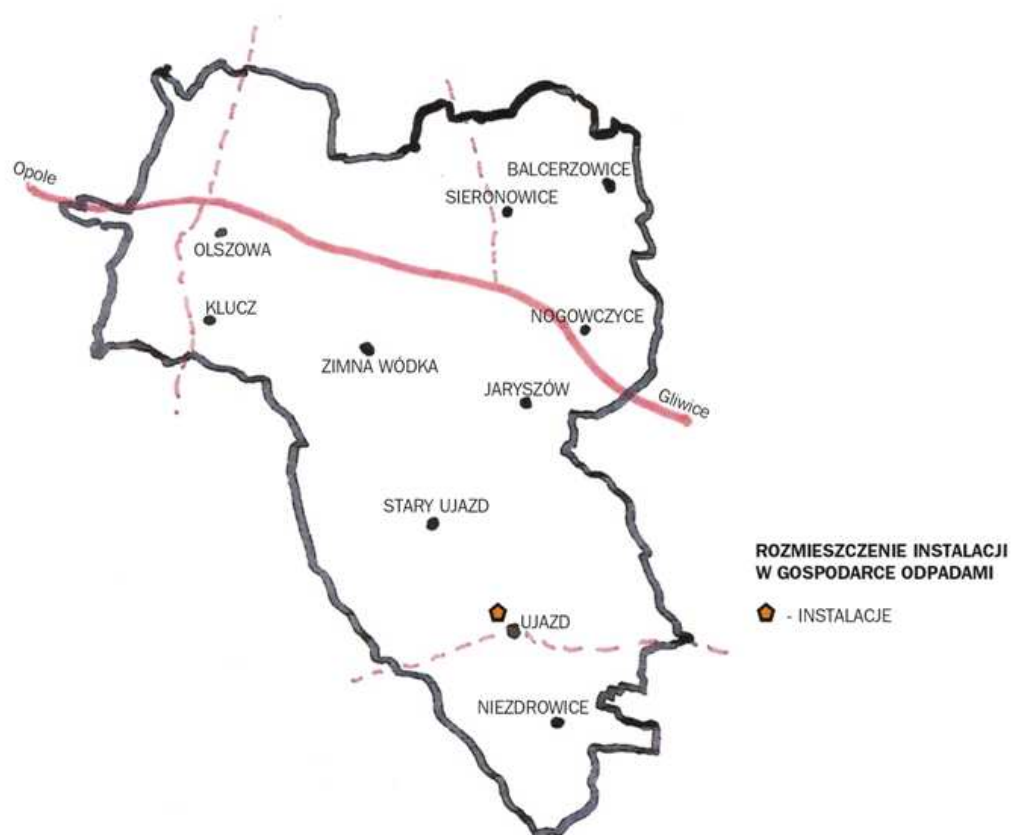 Opole
BALCERZOWICE
SIERONOWICE
OLSZOWA
KLUCZ
NOGOWCZYCE
ZIMNA WÓDKA
JARYSZÓW
Gliwice
STARY UJAZD
ROZMIESZCZENIE INSTALACJI
W GOSPODARCE ODPADAMI
- INSTALACJE
UJAZD
NIEZDROWICE